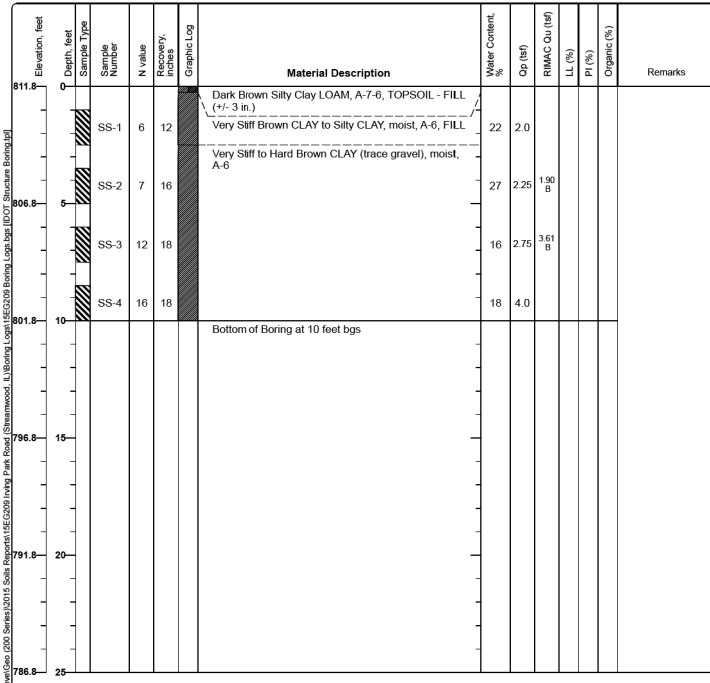 Elevation, feet
Depth, feet
Sample Type
Sample Number
N value
Recovery, inches
Graphic Log
Material Description
Water Content, %
Qp (tsf)
RIMAC Qu (tsf)
LL (%)
PI (%)
Organic (%)
Remarks
811.8 0
Dark Brown Silty Clay LOAM, A-7-6, TOPSOIL - FILL
(+/- 3 in.)
SS-1 6 12 Very Stiff Brown CLAY to Silty CLAY, moist, A-6, FILL 22 2.0
Very Stiff to Hard Brown CLAY (trace gravel), moist,
A-6
SS-2 7 16 27 2.25 1.90 B
806.8 5
SS-3 12 18 16 2.75 3.61 B
SS-4 16 18 18 4.0
801.8 10
Bottom of Boring at 10 feet bgs
796.8 15
791.8 20
786.8 25
Geo (200 Series)\2015 Soils Reports\15EG209 Irving Park Road (Streamwood, IL)\Boring Logs\15EG209 Boring Logs.bgs [IDOT Structure Boring.tpl]